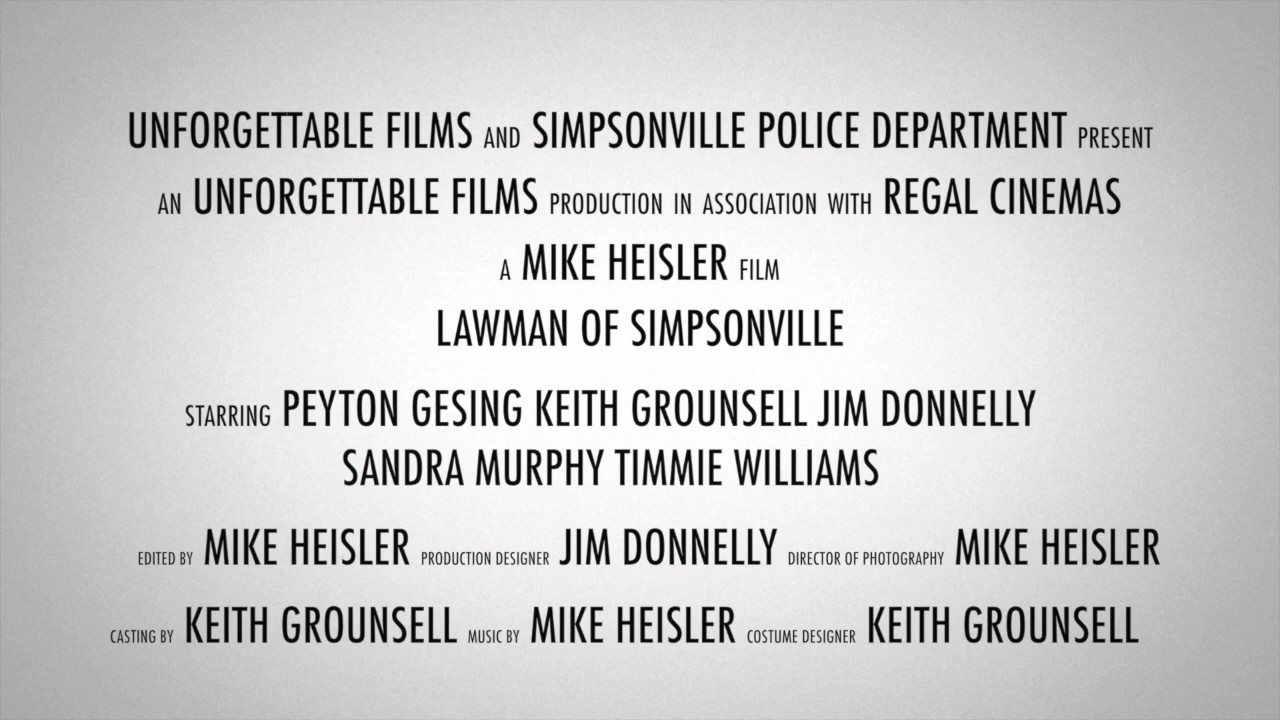 UNFORGETTABLE FILMS AND SIMPSONVILLE POLICE DEPARTMENT PRESENT
AN UNFORGETTABLE FILMS PRODUCTION IN ASSOCIATION WITH REGAL CINEMAS
A MIKE HEISLER FILM
LAWMAN OF SIMPSONVILLE
STARRING PEYTON GESING KEITH GROUNSELL JIM DONNELLY
SANDRA MURPHY TIMMIE WILLIAMS
EDITED BY MIKE HEISLER PRODUCTION DESIGNER JIM DONNELLY DIRECTOR OF PHOTOGRAPHY MIKE HEISLER
CASTING BY KEITH GROUNSELL MUSIC BY MIKE HEISLER COSTUME DESIGNER KEITH GROUNSELL